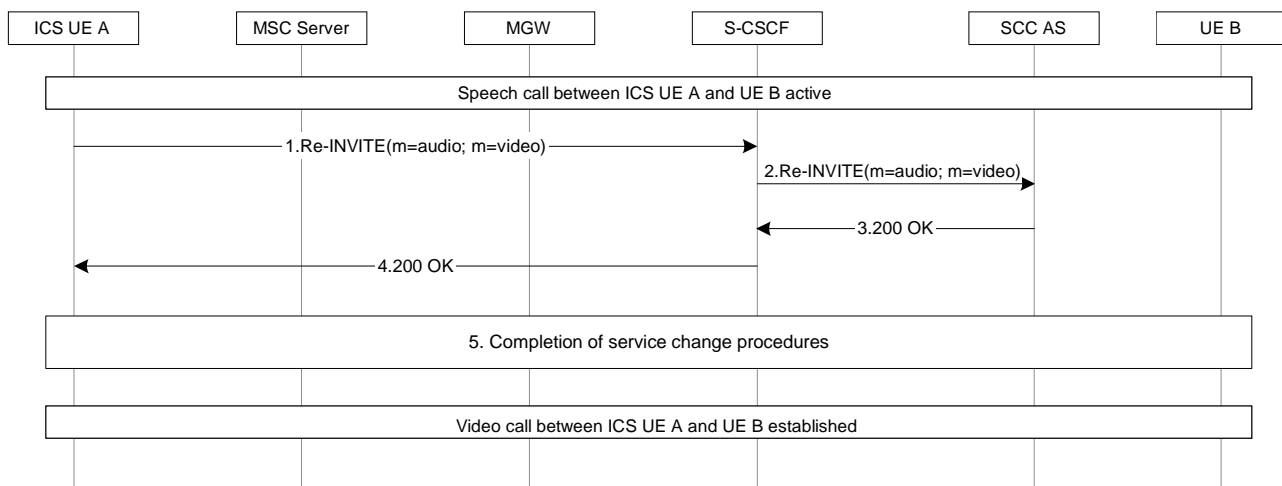 ICS UE A
MSC Server
MGW
S-CSCF
SCC AS
UE B
Speech call between ICS UE A and UE B active
1.Re-INVITE(m=audio; m=video)
2.Re-INVITE(m=audio; m=video)
3.200 OK
4.200 OK
5. Completion of service change procedures
Video call between ICS UE A and UE B established